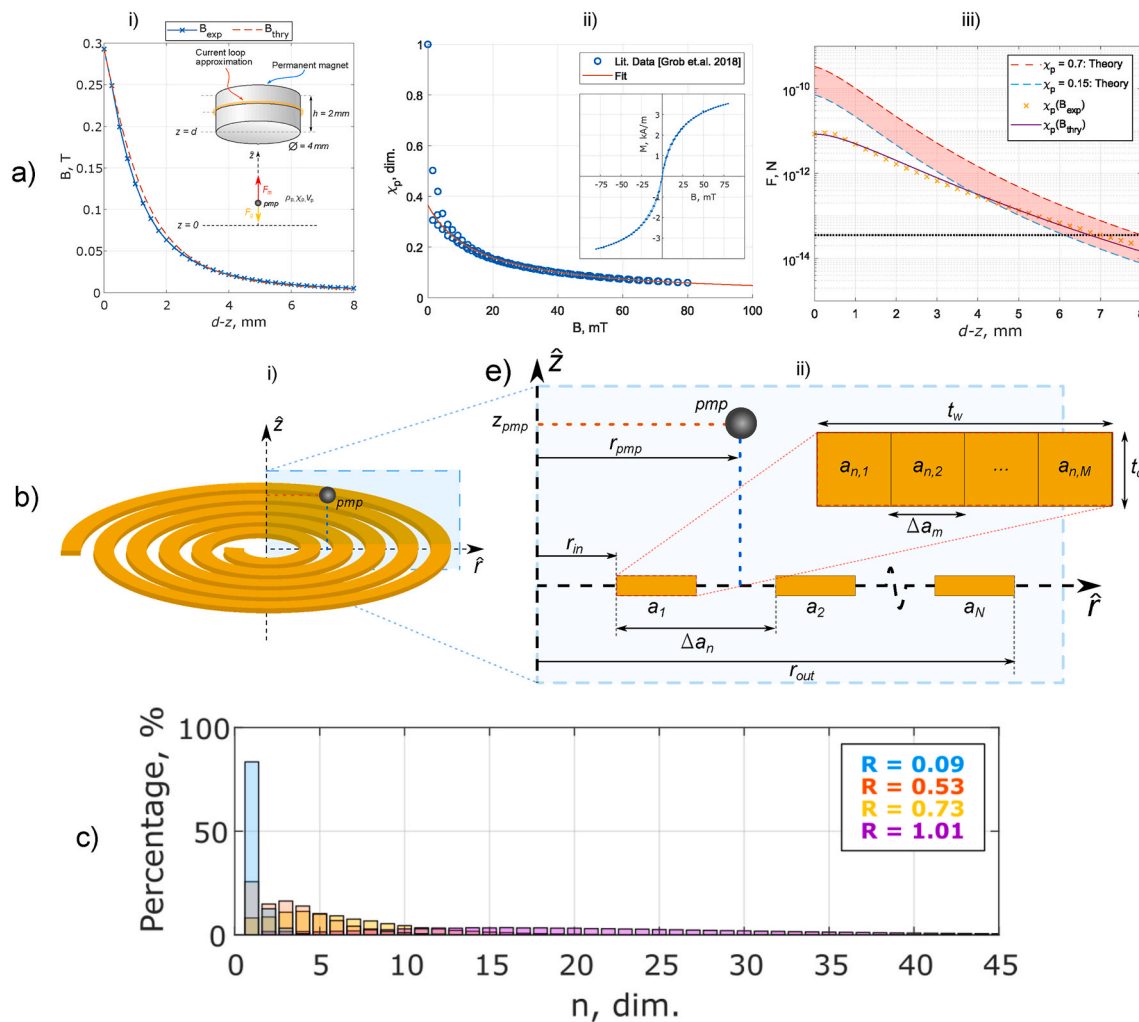 a)
i)
B_exp B_thry
B, T
0.3
0.25
0.2
0.15
0.1
0.05
0
0 2 4 6 8
d-z, mm
Current loop
approximation
Permanent magnet
z = d
h = 2 mm
Ø = 4 mm
ẑ
F_m
ρ_p, χ_p, V_p
pmp
F_g
z = 0
ii)
χ_p, dim.
1
0.8
0.6
0.4
0.2
0
0 20 40 60 80 100
B, mT
Lit. Data [Grob et.al. 2018]
Fit
M, kA/m
3
2
1
-1
-2
-3
-75 -50 -25 25 50 75
B, mT
iii)
F, N
10^-10
10^-12
10^-14
0 1 2 3 4 5 6 7 8
d-z, mm
χ_p = 0.7: Theory
χ_p = 0.15: Theory
χ_p(B_exp)
χ_p(B_thry)
b)
i)
ẑ
pmp
r̂
e)
ii)
ẑ
z_pmp
pmp
r_pmp
t_w
a_n,1 a_n,2 ... a_n,M
Δa_m
r_in
a_1 a_2 a_N
r̂
Δa_n
r_out
c)
Percentage, %
100
50
0
R = 0.09
R = 0.53
R = 0.73
R = 1.01
0 5 10 15 20 25 30 35 40 45
n, dim.